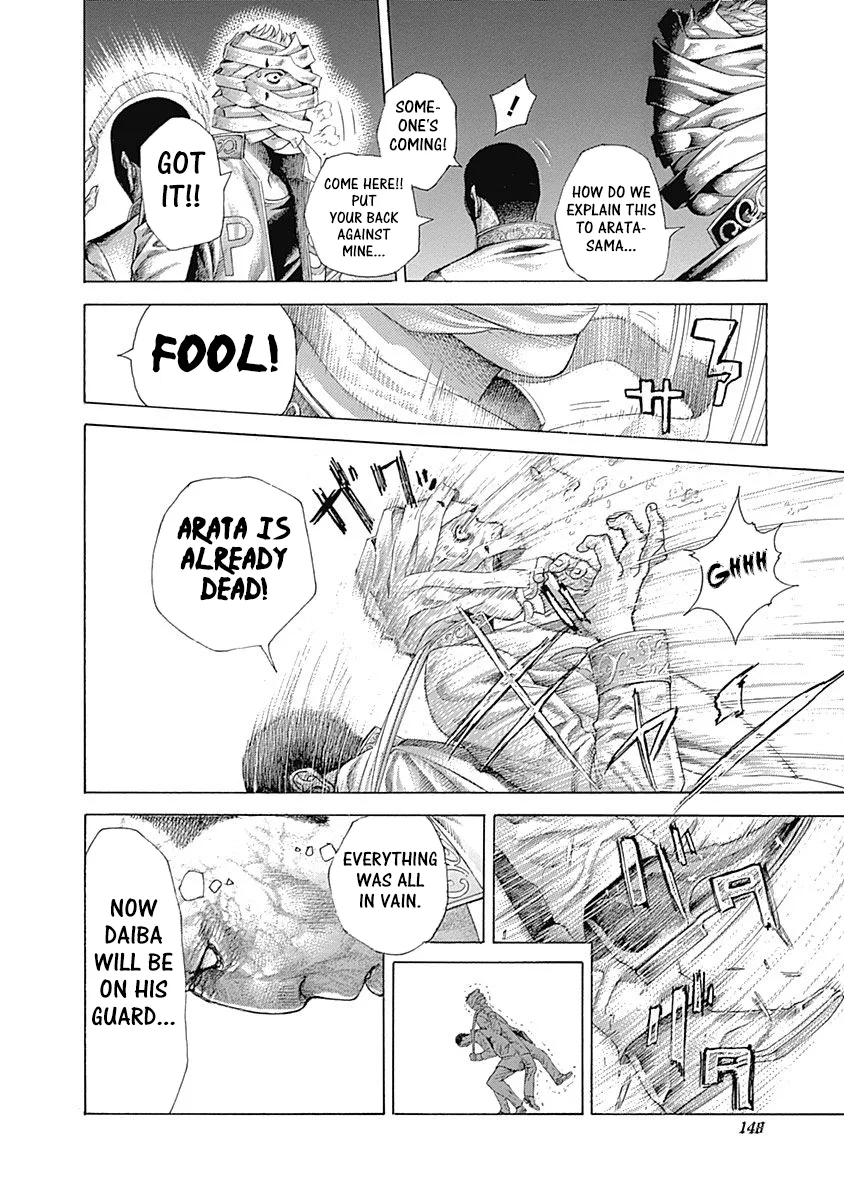 HOW DO WE
EXPLAIN THIS
TO ARATA-
SAMA...
!
SOME-
ONE'S
COMING!
COME HERE!!
PUT
YOUR BACK
AGAINST
MINE...
GOT
IT!!
P
FOOL!
ガザ
GHHH
ARATA IS
ALREADY
DEAD!
EVERYTHING
WAS ALL
IN VAIN.
NOW
DAIBA
WILL BE
ON HIS
GUARD...